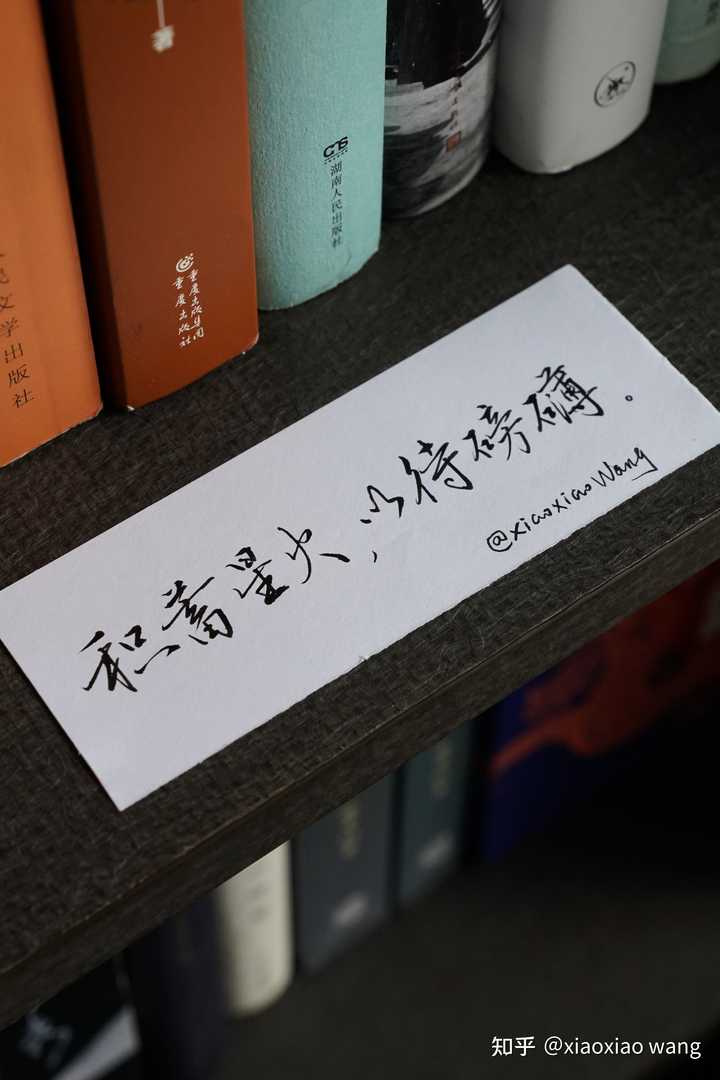 文学出版社
重庆出版集团
重庆出版社
CTS
湖南人民出版社
积蓄星火,以待磅礴。
@xiaoxiao Wang
知乎 @xiaoxiao wang